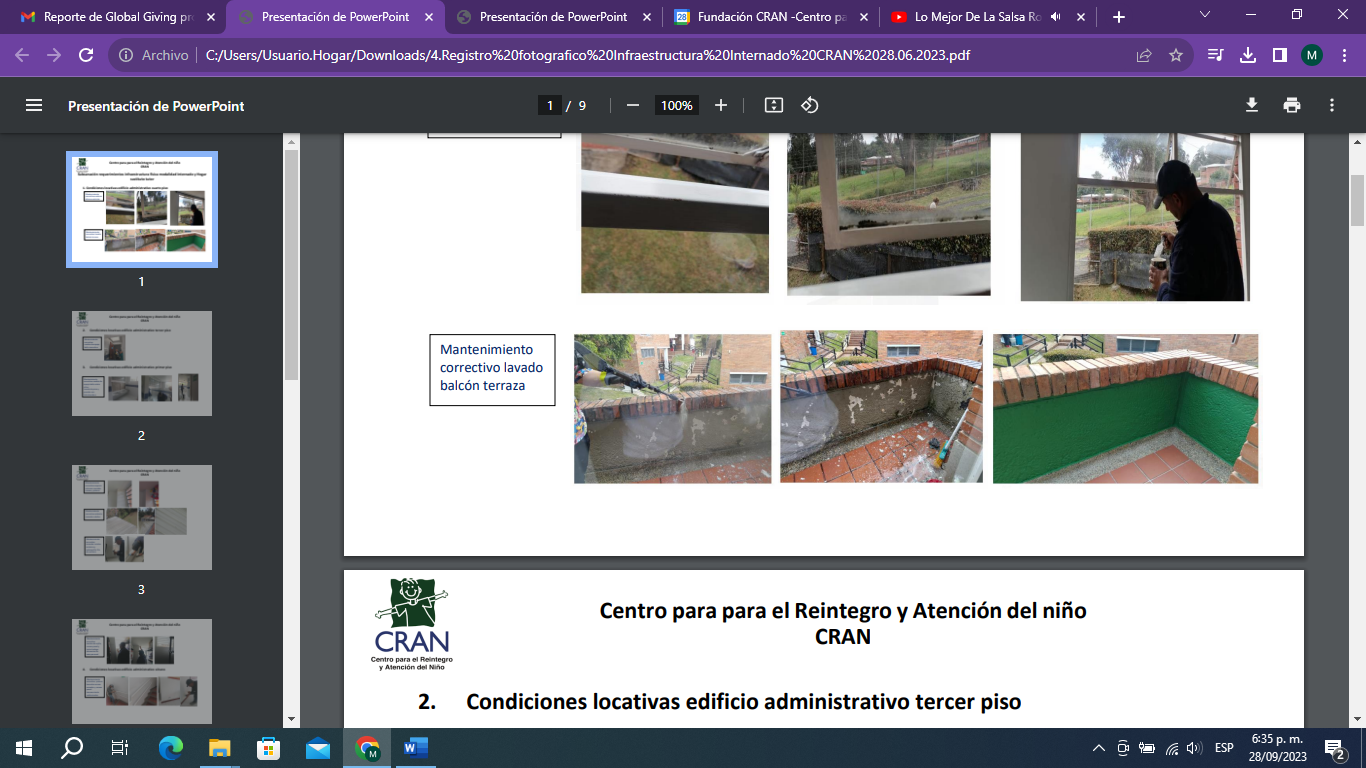 Reporte de Global Giving pr
Presentación de PowerPoint
Presentación de PowerPoint
28
Fundación CRAN -Centro pa
Lo Mejor De La Salsa Ro
Archivo
C:/Users/Usuario.Hogar/Downloads/4.Registro%20fotografico%20Infraestructura%20Internado%20CRAN%2028.06.2023.pdf
M
Presentación de PowerPoint
1 / 9
100%
1
2
3
Mantenimiento
correctivo lavado
balcón terraza
CRAN
Centro para el Reintegro
y Atención del Niño
Centro para para el Reintegro y Atención del niño
CRAN
2. Condiciones locativas edificio administrativo tercer piso
ESP
6:35 p. m.
28/09/2023
2